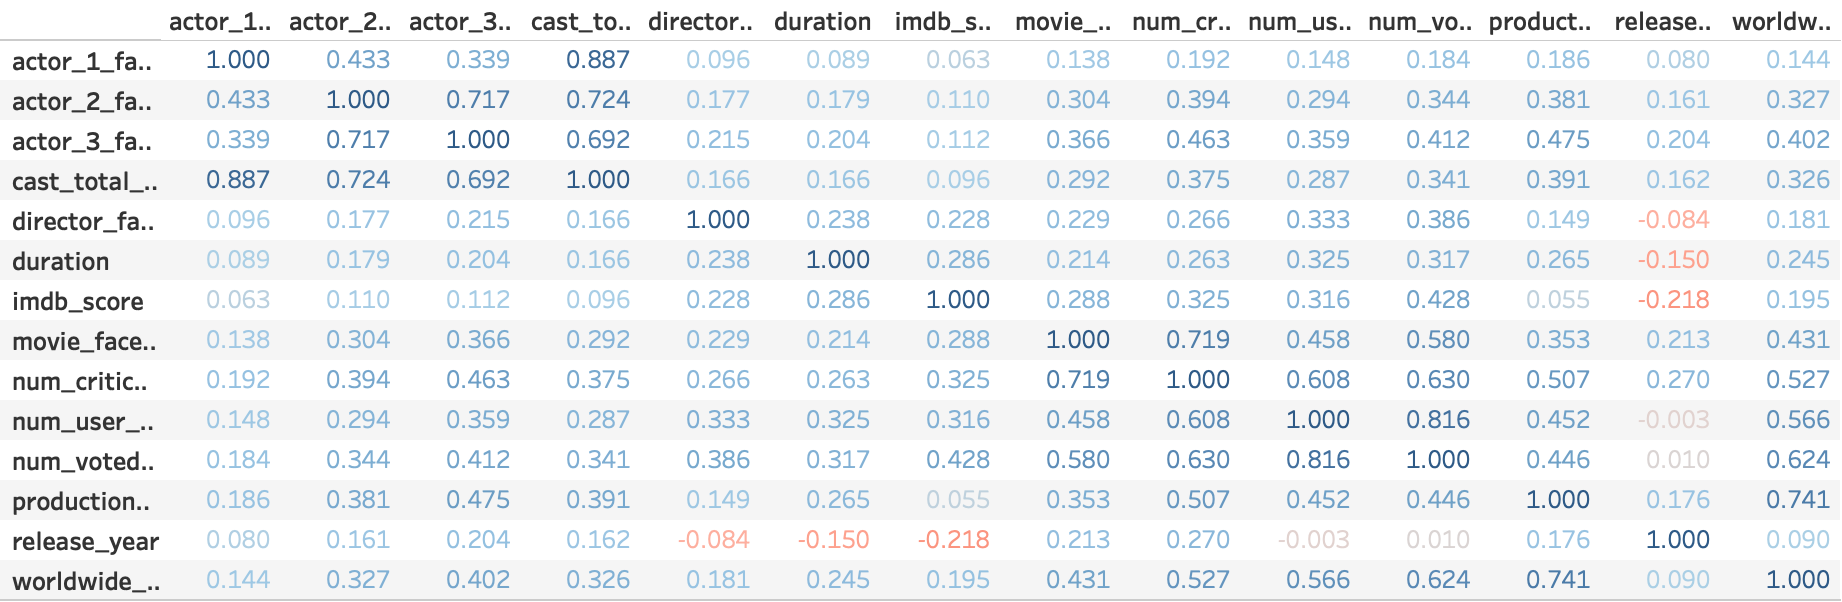 actor_1.. actor_2.. actor_3.. cast_to.. director.. duration imdb_s.. movie_.. num_cr.. num_us.. num_vo.. product.. release.. worldw..
actor_1_fa.. 1.000 0.433 0.339 0.887 0.096 0.089 0.063 0.138 0.192 0.148 0.184 0.186 0.080 0.144
actor_2_fa.. 0.433 1.000 0.717 0.724 0.177 0.179 0.110 0.304 0.394 0.294 0.344 0.381 0.161 0.327
actor_3_fa.. 0.339 0.717 1.000 0.692 0.215 0.204 0.112 0.366 0.463 0.359 0.412 0.475 0.204 0.402
cast_total_.. 0.887 0.724 0.692 1.000 0.166 0.166 0.096 0.292 0.375 0.287 0.341 0.391 0.162 0.326
director_fa.. 0.096 0.177 0.215 0.166 1.000 0.238 0.228 0.229 0.266 0.333 0.386 0.149 -0.084 0.181
duration 0.089 0.179 0.204 0.166 0.238 1.000 0.286 0.214 0.263 0.325 0.317 0.265 -0.150 0.245
imdb_score 0.063 0.110 0.112 0.096 0.228 0.286 1.000 0.288 0.325 0.316 0.428 0.055 -0.218 0.195
movie_face.. 0.138 0.304 0.366 0.292 0.229 0.214 0.288 1.000 0.719 0.458 0.580 0.353 0.213 0.431
num_critic.. 0.192 0.394 0.463 0.375 0.266 0.263 0.325 0.719 1.000 0.608 0.630 0.507 0.270 0.527
num_user_.. 0.148 0.294 0.359 0.287 0.333 0.325 0.316 0.458 0.608 1.000 0.816 0.452 -0.003 0.566
num_voted.. 0.184 0.344 0.412 0.341 0.386 0.317 0.428 0.580 0.630 0.816 1.000 0.446 0.010 0.624
production.. 0.186 0.381 0.475 0.391 0.149 0.265 0.055 0.353 0.507 0.452 0.446 1.000 0.176 0.741
release_year 0.080 0.161 0.204 0.162 -0.084 -0.150 -0.218 0.213 0.270 -0.003 0.010 0.176 1.000 0.090
worldwide_.. 0.144 0.327 0.402 0.326 0.181 0.245 0.195 0.431 0.527 0.566 0.624 0.741 0.090 1.000